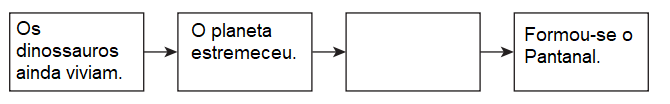 Os
dinossauros
ainda viviam.
O planeta
estremeceu.
Formou-se o
Pantanal.